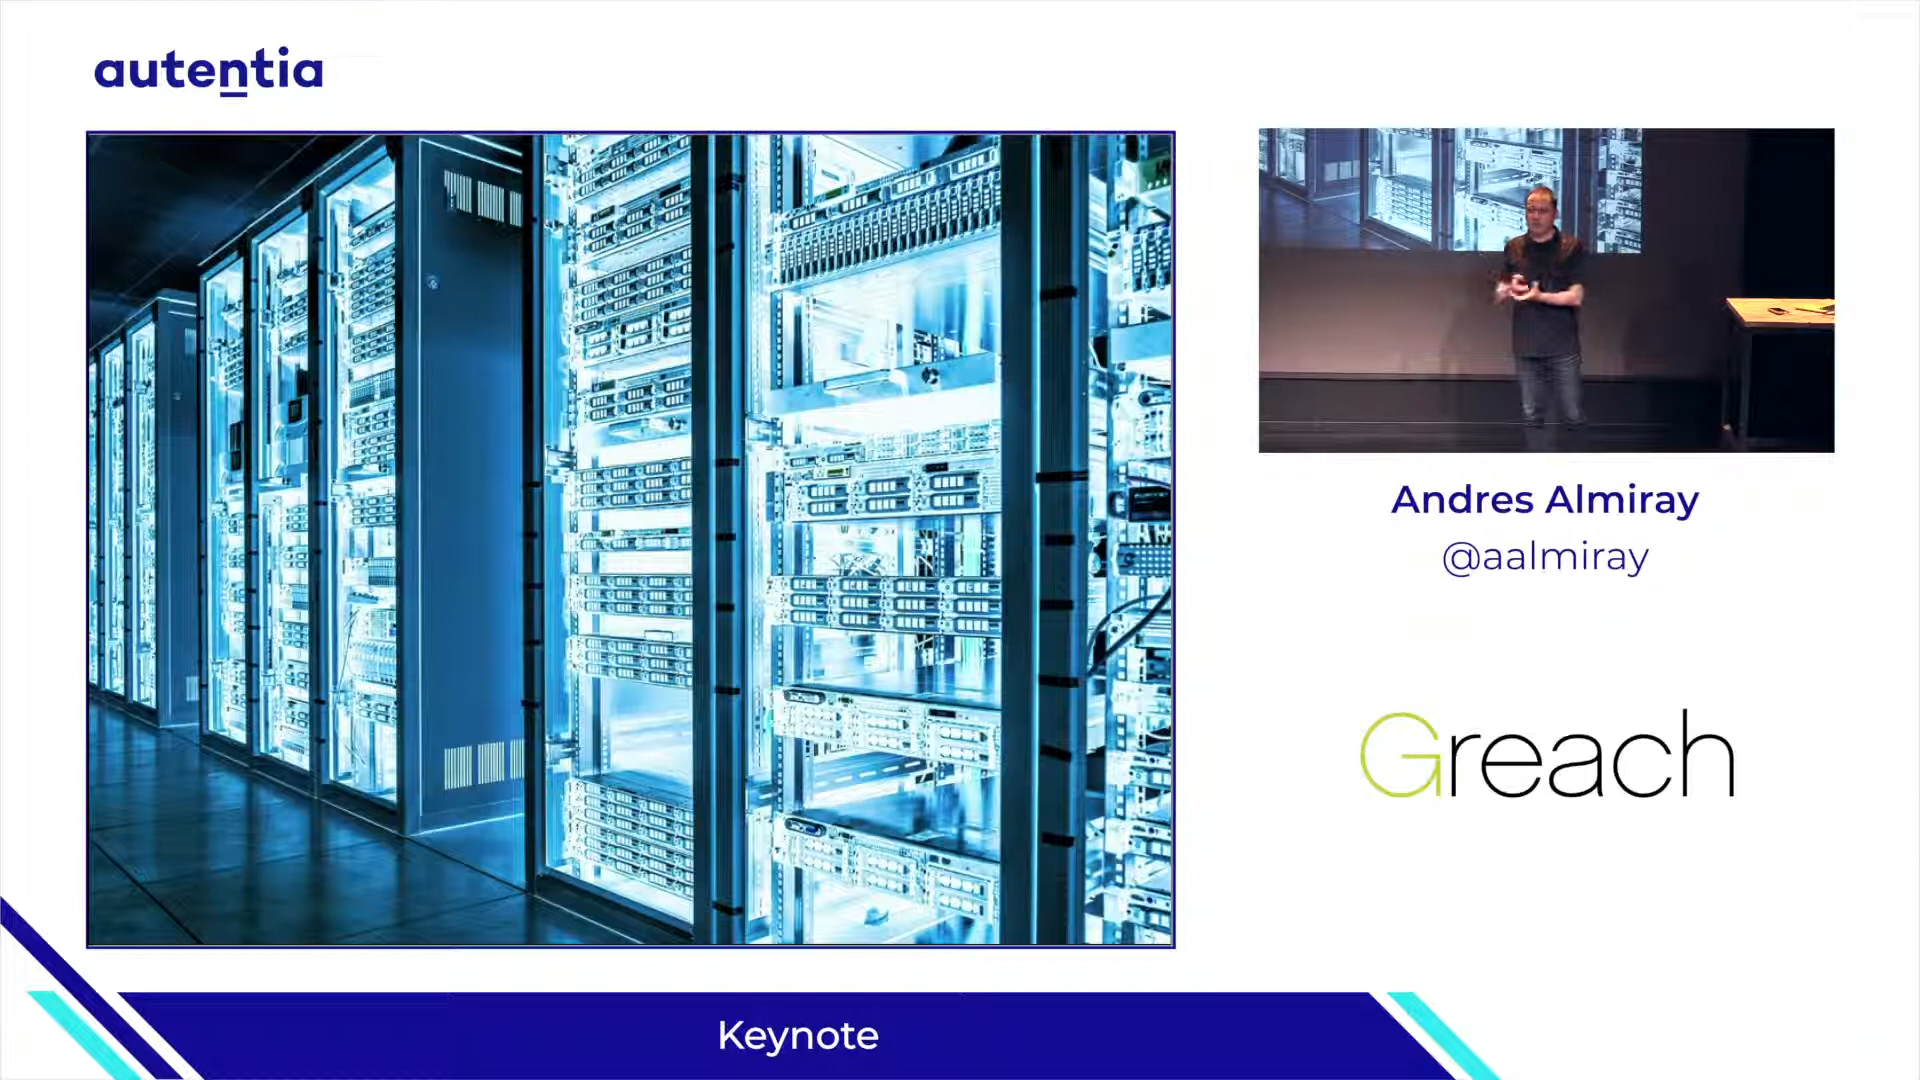 autentia
Andres Almiray
@aalmiray
Greach
Keynote